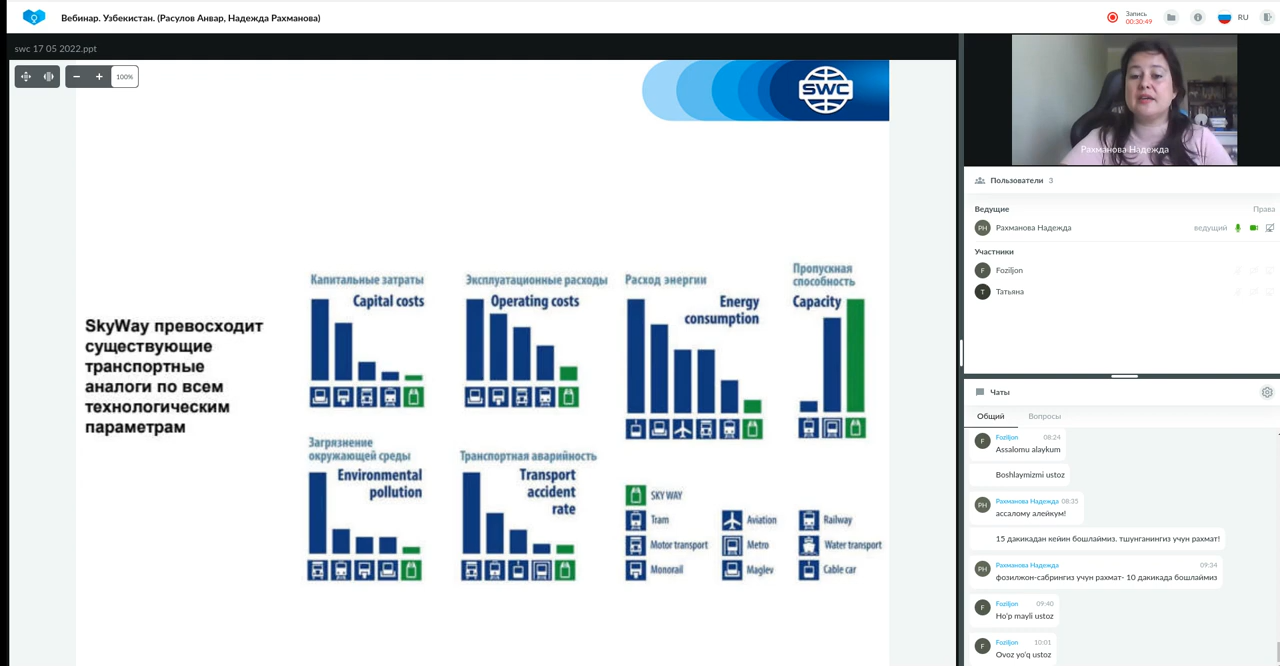 Вебинар. Узбекистан. (Расулов Анвар, Надежда Рахманова)
Запись
00:30:49
RU
swc 17 05 2022.ppt
100%
SWC
SkyWay превосходит
существующие
транспортные
аналоги по всем
технологическим
параметрам
Капитальные затраты
Capital costs
Эксплуатационные расходы
Operating costs
Расход энергии
Energy
consumption
Пропускная
способность
Capacity
Загрязнение
окружающей среды
Environmental
pollution
Транспортная аварийность
Transport
accident
rate
SKY WAY
Tram
Aviation
Railway
Motor transport
Metro
Water transport
Monorail
Maglev
Cable car
Рахманова Надежда
Пользователи 3
Ведущие
Права
РН
Рахманова Надежда
ведущий
Участники
F
Foziljon
Т
Татьяна
Чаты
Общий
Вопросы
F
Foziljon 08:24
Assalomu alaykum
Boshlaymizmi ustoz
РН
Рахманова Надежда 08:35
ассалому алейкум!
15 дакикадан кейин бошлаймиз. тшунганингиз учун рахмат!
РН
Рахманова Надежда 09:34
фозилжон-сабрингиз учун рахмат- 10 дакикада бошлаймиз
F
Foziljon 09:40
Ho'p mayli ustoz
F
Foziljon 10:01
Ovoz yo'q ustoz